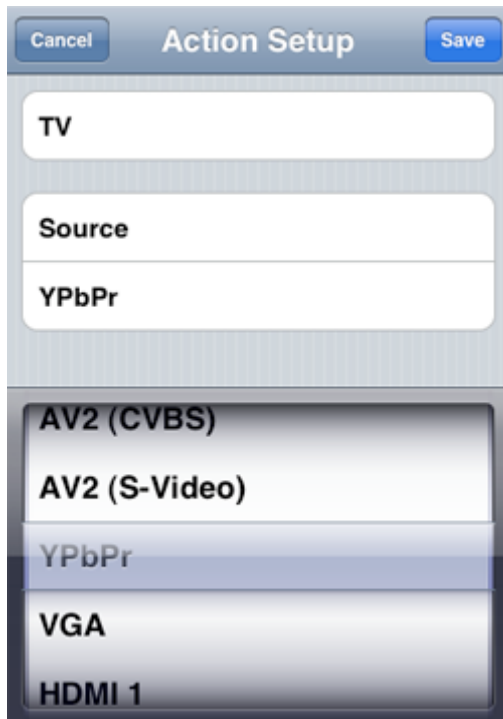 Cancel Action Setup Save
TV
Source
YPbPr
AV2 (CVBS)
AV2 (S-Video)
YPbPr
VGA
HDMI 1